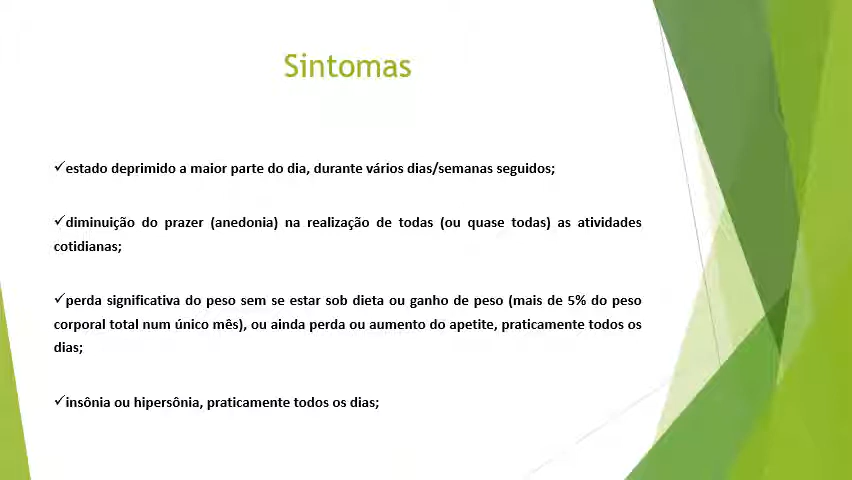 Sintomas
✓estado deprimido a maior parte do dia, durante vários dias/semanas seguidos;
✓diminuição do prazer (anedonia) na realização de todas (ou quase todas) as atividades
cotidianas;
✓perda significativa do peso sem se estar sob dieta ou ganho de peso (mais de 5% do peso
corporal total num único mês), ou ainda perda ou aumento do apetite, praticamente todos os
dias;
✓insônia ou hipersônia, praticamente todos os dias;